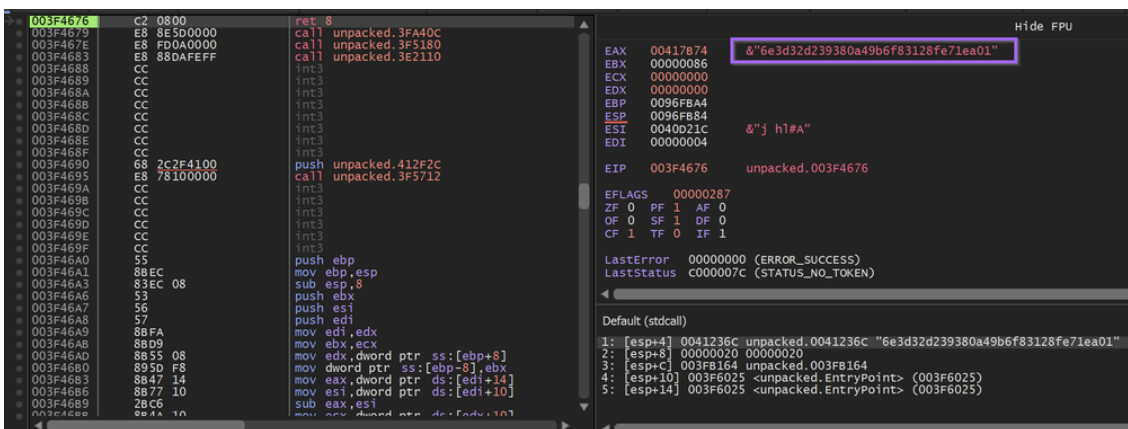 003F4676 C2 0800 ret 8
003F4679 E8 8E5D0000 call unpacked.3FA40C
003F467E E8 FD0A0000 call unpacked.3F5180
003F4683 E8 88DAFEFF call unpacked.3E2110
003F4688 CC int3
003F4689 CC int3
003F468A CC int3
003F468B CC int3
003F468C CC int3
003F468D CC int3
003F468E CC int3
003F468F CC int3
003F4690 68 2C2F4100 push unpacked.412F2C
003F4695 E8 78100000 call unpacked.3F5712
003F469A CC int3
003F469B CC int3
003F469C CC int3
003F469D CC int3
003F469E CC int3
003F469F CC int3
003F46A0 55 push ebp
003F46A1 8BEC mov ebp,esp
003F46A3 83EC 08 sub esp,8
003F46A6 53 push ebx
003F46A7 56 push esi
003F46A8 57 push edi
003F46A9 8BFA mov edi,edx
003F46AB 8BD9 mov ebx,ecx
003F46AD 8B55 08 mov edx,dword ptr ss:[ebp+8]
003F46B0 895D F8 mov dword ptr ss:[ebp-8],ebx
003F46B3 8B47 14 mov eax,dword ptr ds:[edi+14]
003F46B6 8B77 10 mov esi,dword ptr ds:[edi+10]
003F46B9 2BC6 sub eax,esi
003F46BB 8B4A 10 mov ecx,dword ptr ds:[edx+10]
Hide FPU
EAX 00417B74 &"6e3d32d239380a49b6f83128fe71ea01"
EBX 00000086
ECX 00000000
EDX 00000000
EBP 0096FBA4
ESP 0096FB84
ESI 0040D21C &"j hl#A"
EDI 00000004
EIP 003F4676 unpacked.003F4676
EFLAGS 00000287
ZF 0 PF 1 AF 0
OF 0 SF 1 DF 0
CF 1 TF 0 IF 1
LastError 00000000 (ERROR_SUCCESS)
LastStatus C000007C (STATUS_NO_TOKEN)
Default (stdcall)
1: [esp+4] 0041236C unpacked.0041236C "6e3d32d239380a49b6f83128fe71ea01"
2: [esp+8] 00000020 00000020
3: [esp+C] 003FB164 unpacked.003FB164
4: [esp+10] 003F6025 <unpacked.EntryPoint> (003F6025)
5: [esp+14] 003F6025 <unpacked.EntryPoint> (003F6025)